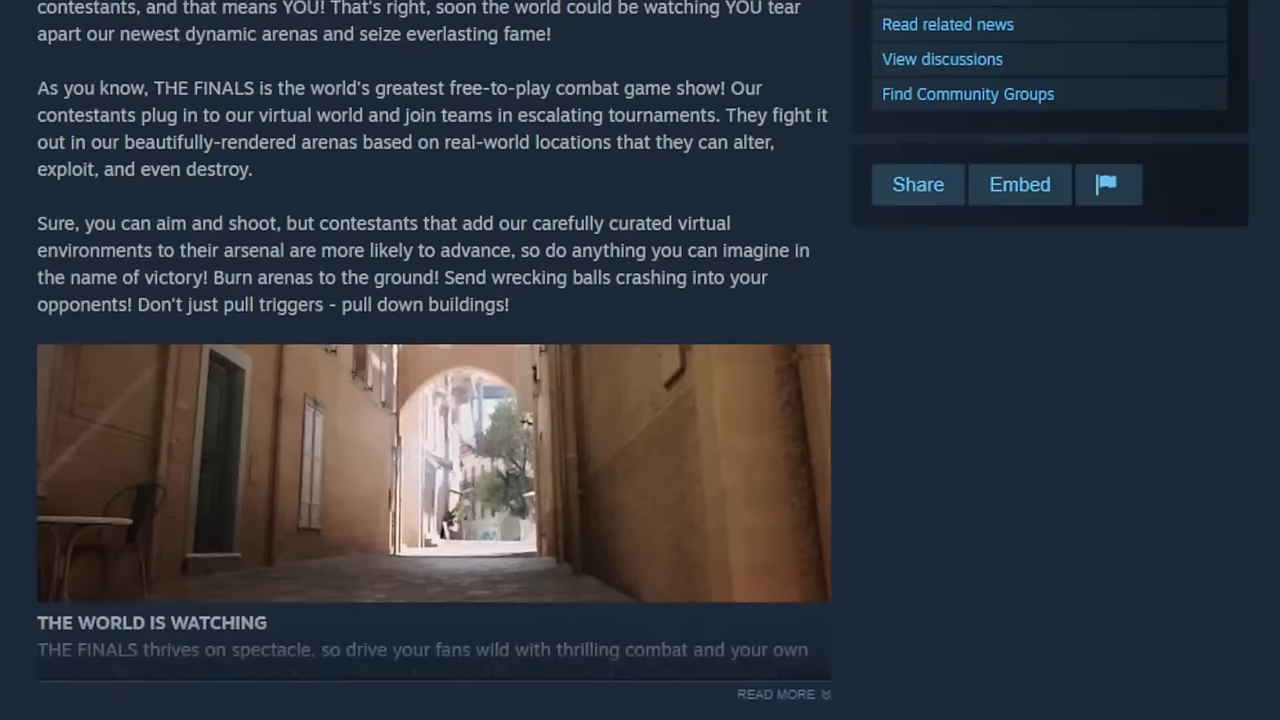 contestants, and that means YOU! That's right, soon the world could be watching YOU tear
apart our newest dynamic arenas and seize everlasting fame!
As you know, THE FINALS is the world's greatest free-to-play combat game show! Our
contestants plug in to our virtual world and join teams in escalating tournaments. They fight it
out in our beautifully-rendered arenas based on real-world locations that they can alter,
exploit, and even destroy.
Sure, you can aim and shoot, but contestants that add our carefully curated virtual
environments to their arsenal are more likely to advance, so do anything you can imagine in
the name of victory! Burn arenas to the ground! Send wrecking balls crashing into your
opponents! Don't just pull triggers - pull down buildings!
THE WORLD IS WATCHING
THE FINALS thrives on spectacle, so drive your fans wild with thrilling combat and your own
READ MORE
Read related news
View discussions
Find Community Groups
Share
Embed